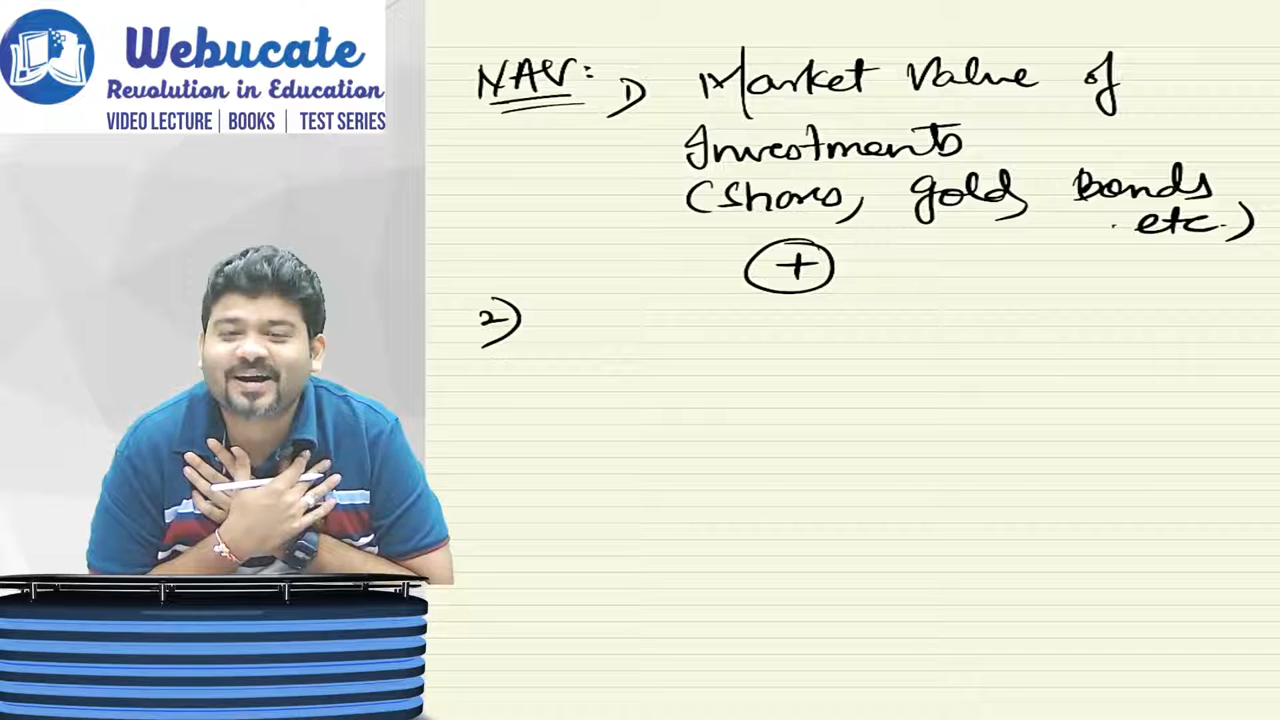 Webucate
Revolution in Education
VIDEO LECTURE | BOOKS | TEST SERIES
NAV: 1) Market Value of
Investments
(Shares, gold Bonds
etc.)
+
2)